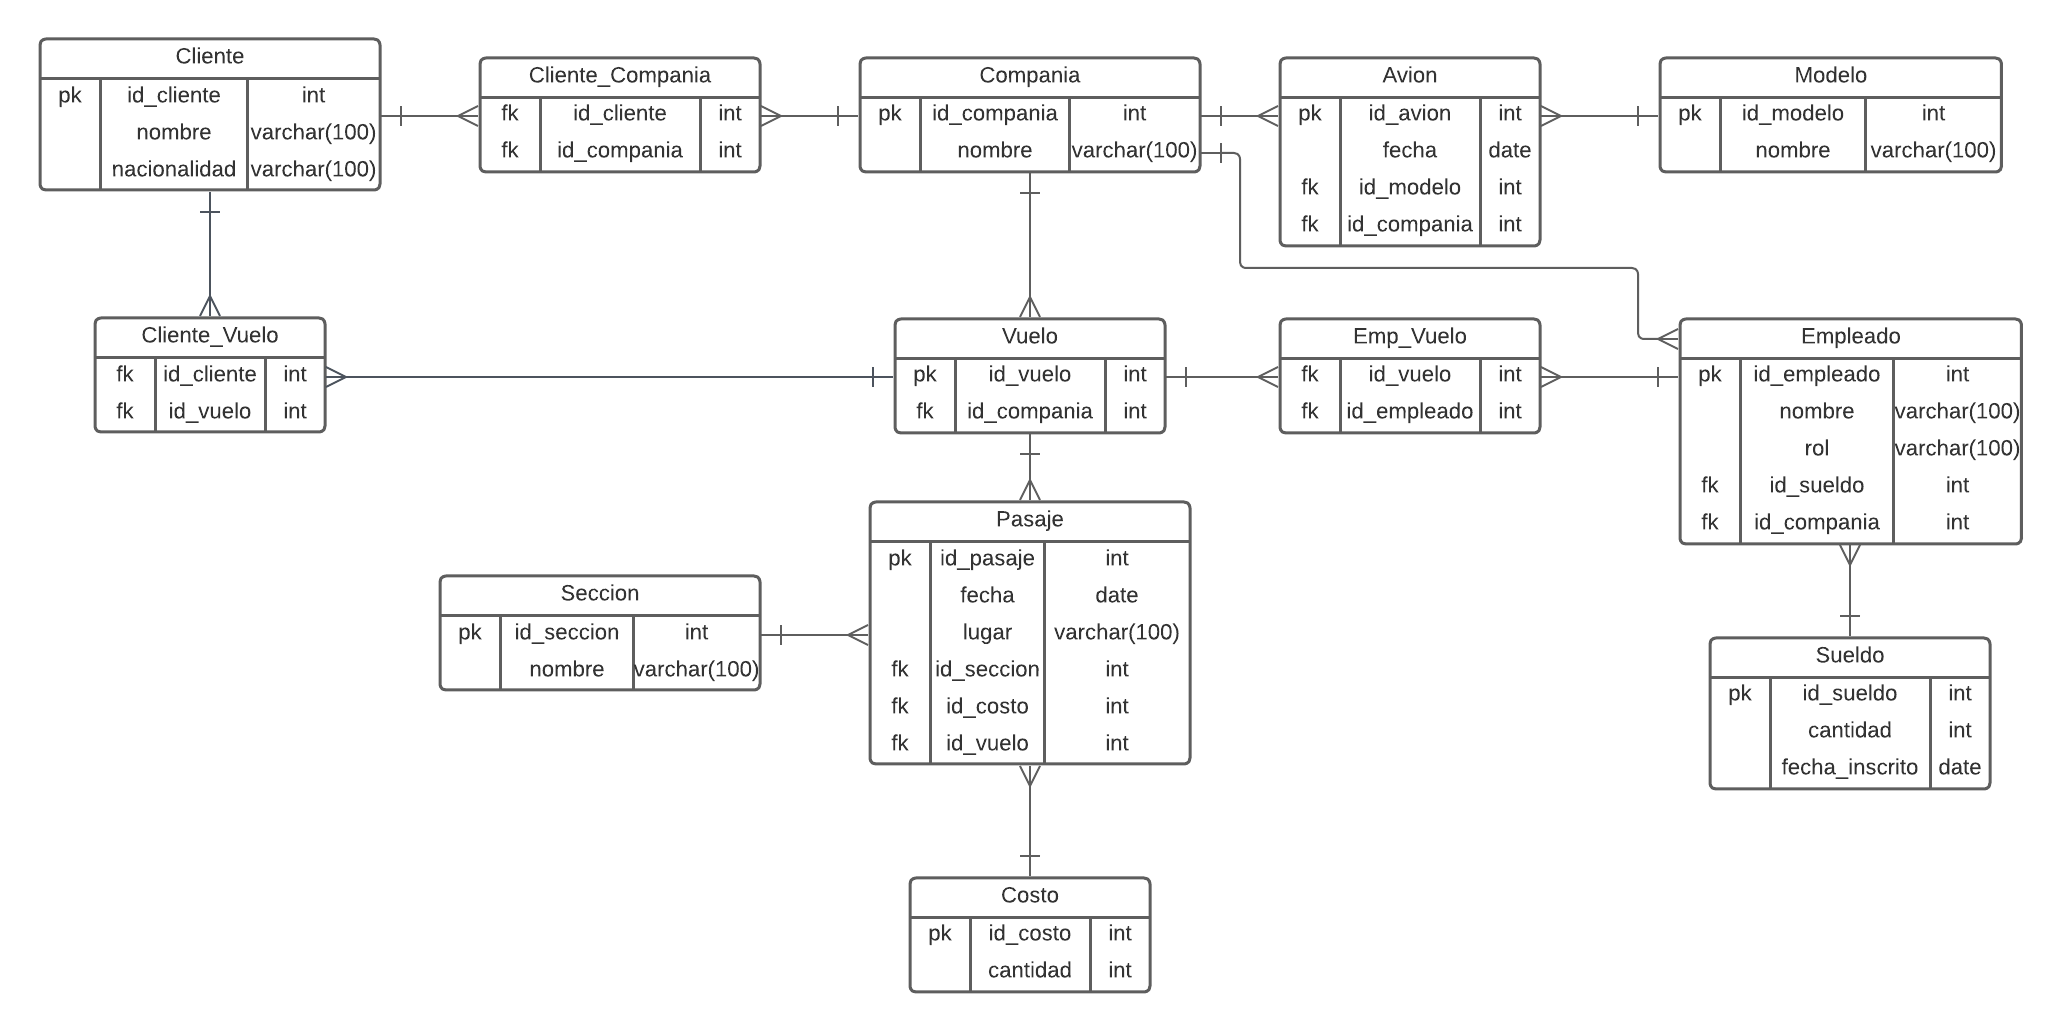 Cliente
pk id_cliente int
nombre varchar(100)
nacionalidad varchar(100)
Cliente_Compania
fk id_cliente int
fk id_compania int
Compania
pk id_compania int
nombre varchar(100)
Avion
pk id_avion int
fecha date
fk id_modelo int
fk id_compania int
Modelo
pk id_modelo int
nombre varchar(100)
Cliente_Vuelo
fk id_cliente int
fk id_vuelo int
Vuelo
pk id_vuelo int
fk id_compania int
Emp_Vuelo
fk id_vuelo int
fk id_empleado int
Empleado
pk id_empleado int
nombre varchar(100)
rol varchar(100)
fk id_sueldo int
fk id_compania int
Pasaje
pk id_pasaje int
fecha date
lugar varchar(100)
fk id_seccion int
fk id_costo int
fk id_vuelo int
Seccion
pk id_seccion int
nombre varchar(100)
Sueldo
pk id_sueldo int
cantidad int
fecha_inscrito date
Costo
pk id_costo int
cantidad int